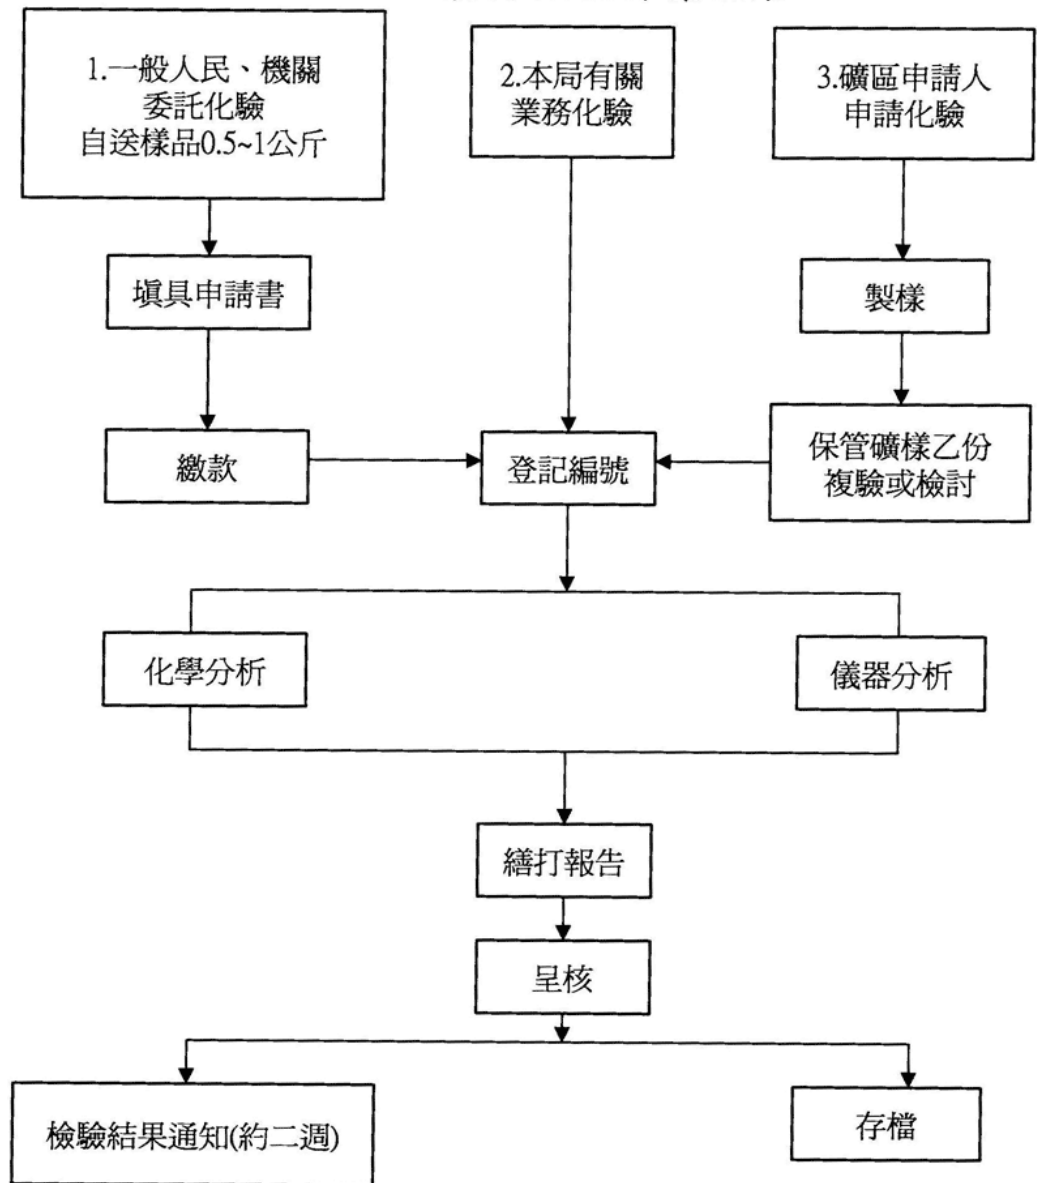 1.一般人民、機關
委託化驗
自送樣品0.5~1公斤
2.本局有關
業務化驗
3.礦區申請人
申請化驗
填具申請書
製樣
繳款
登記編號
保管礦樣乙份
複驗或檢討
化學分析
儀器分析
繕打報告
呈核
檢驗結果通知(約二週)
存檔